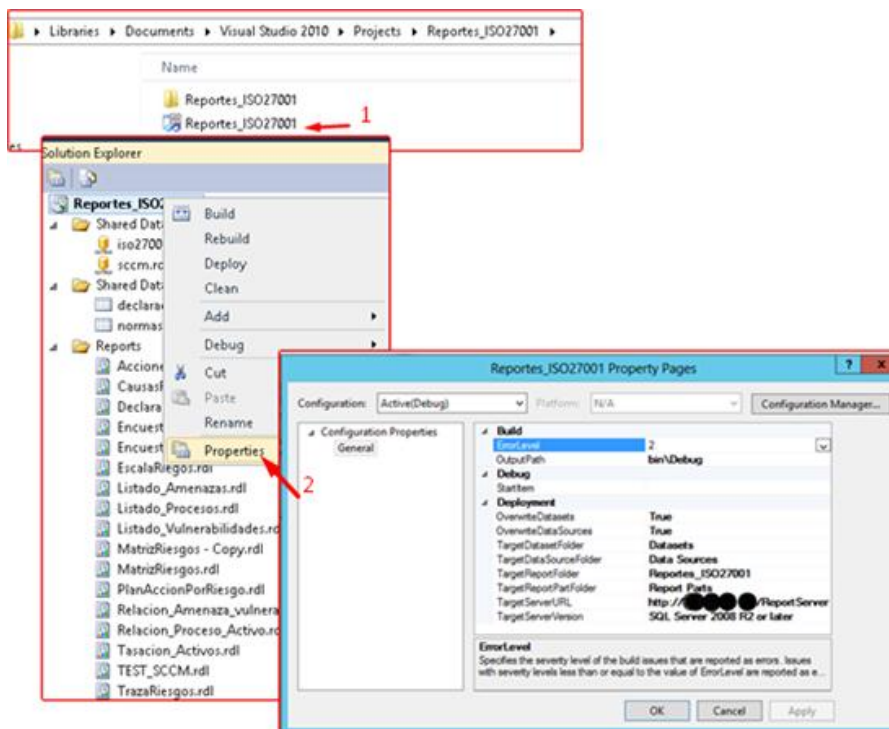 Libraries ▸ Documents ▸ Visual Studio 2010 ▸ Projects ▸ Reportes_ISO27001 ▸
Name
Reportes_ISO27001
Reportes_ISO27001
1
Solution Explorer
Reportes_ISO2
Shared Dat
iso2700
sccm.rd
Shared Dat
declara
normas
Reports
Accione
Causas
Declara
Encuest
Encuest
EscalaRiegos.rdl
Listado_Amenazas.rdl
Listado_Procesos.rdl
Listado_Vulnerabilidades.rd
MatrizRiesgos - Copy.rdl
MatrizRiesgos.rdl
PlanAccionPorRiesgo.rdl
Relacion_Amenaza_vulnera
Relacion_Proceso_Activo.rd
Tasacion_Activos.rdl
TEST_SCCM.rdl
TrazaRiesgos.rdl
Build
Rebuild
Deploy
Clean
Add
Debug
Cut
Paste
Rename
Properties
2
Reportes_ISO27001 Property Pages
? x
Configuration: Active(Debug) Platform: N/A Configuration Manager...
Configuration Properties
General
Build
ErrorLevel 2
OutputPath bin\Debug
Debug
StartItem
Deployment
OverwriteDatasets True
OverwriteDataSources True
TargetDatasetFolder Datasets
TargetDataSourceFolder Data Sources
TargetReportFolder Reportes_ISO27001
TargetReportPartFolder Report Parts
TargetServerURL http:// /ReportServer
TargetServerVersion SQL Server 2008 R2 or later
ErrorLevel
Specifies the severity level of the build issues that are reported as errors. Issues
with severity levels less than or equal to the value of ErrorLevel are reported as e...
OK Cancel Apply